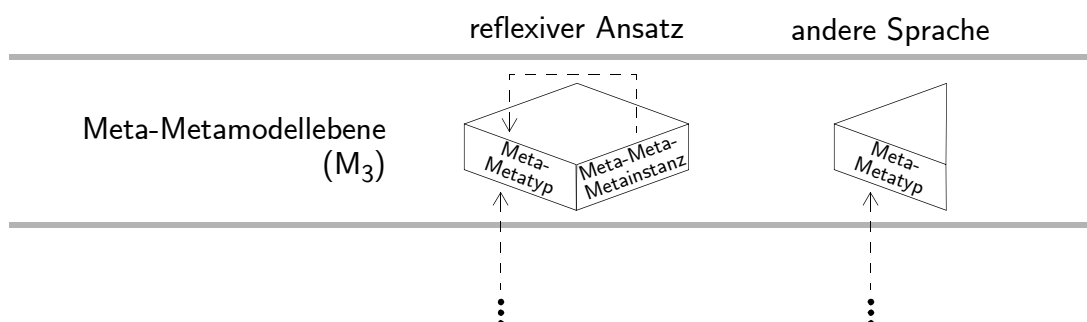 reflexiver Ansatz
andere Sprache
Meta-Metamodellebene
(M₃)
Meta-
Metatyp
Meta-Meta-
Metainstanz
Meta-
Metatyp